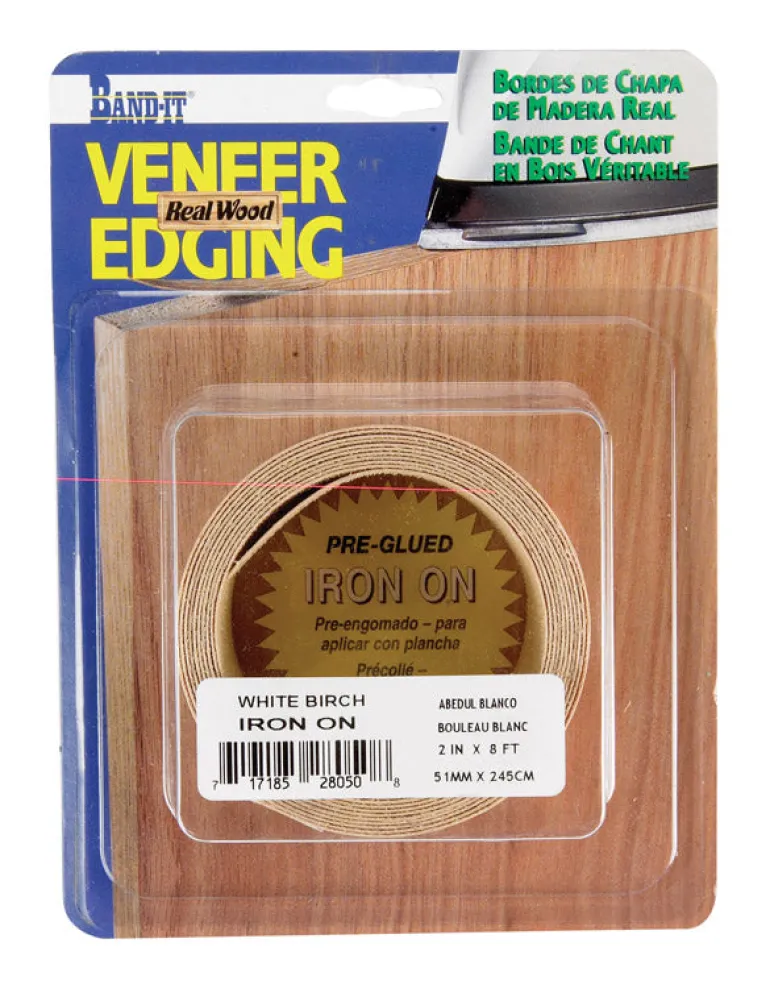 BAND-IT®
VENEER
Real Wood
EDGING
BORDES DE CHAPA
DE MADERA REAL
BANDE DE CHANT
EN BOIS VÉRITABLE
PRE-GLUED
IRON ON
Pre-engomado – para
aplicar con plancha
Précollé –
WHITE BIRCH
IRON ON
7 17185 28050 8
ABEDUL BLANCO
BOULEAU BLANC
2 IN X 8 FT
51MM X 245CM